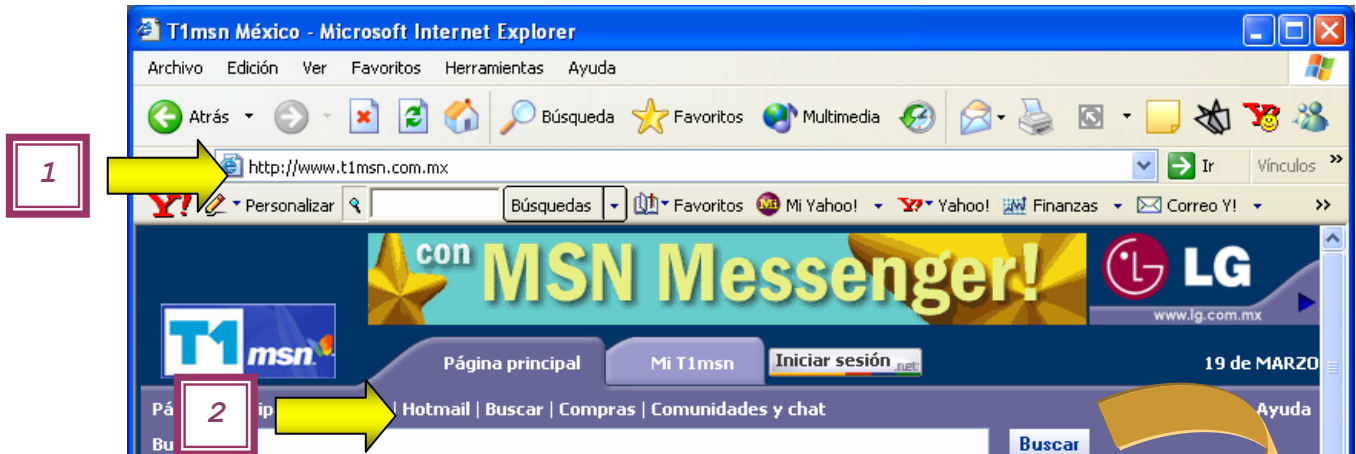 T1msn México - Microsoft Internet Explorer
Archivo Edición Ver Favoritos Herramientas Ayuda
Atrás Búsqueda Favoritos Multimedia
1
http://www.t1msn.com.mx Ir Vínculos »
Y! Personalizar Búsquedas Favoritos Mi Yahoo! Yahoo! Finanzas Correo Y! »
con MSN Messenger!
LG
www.lg.com.mx
T1 msn
Página principal Mi T1msn Iniciar sesión .net 19 de MARZO
2
| Hotmail | Buscar | Compras | Comunidades y chat Ayuda
Buscar